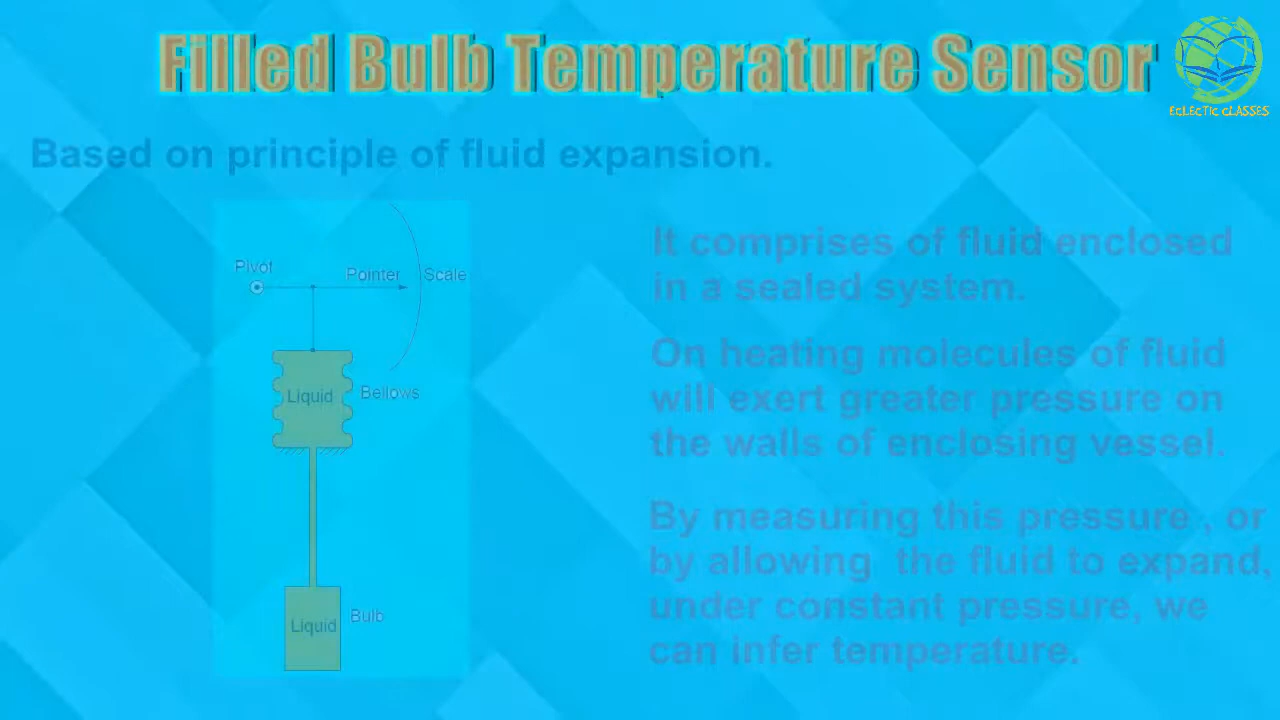 Filled Bulb Temperature Sensor
ECLECTIC CLASSES
Based on principle of fluid expansion.
It comprises of fluid enclosed
in a sealed system.
Pivot
Pointer
Scale
On heating molecules of fluid
will exert greater pressure on
the walls of enclosing vessel.
Liquid
Bellows
By measuring this pressure , or
by allowing the fluid to expand,
under constant pressure, we
can infer temperature.
Bulb
Liquid